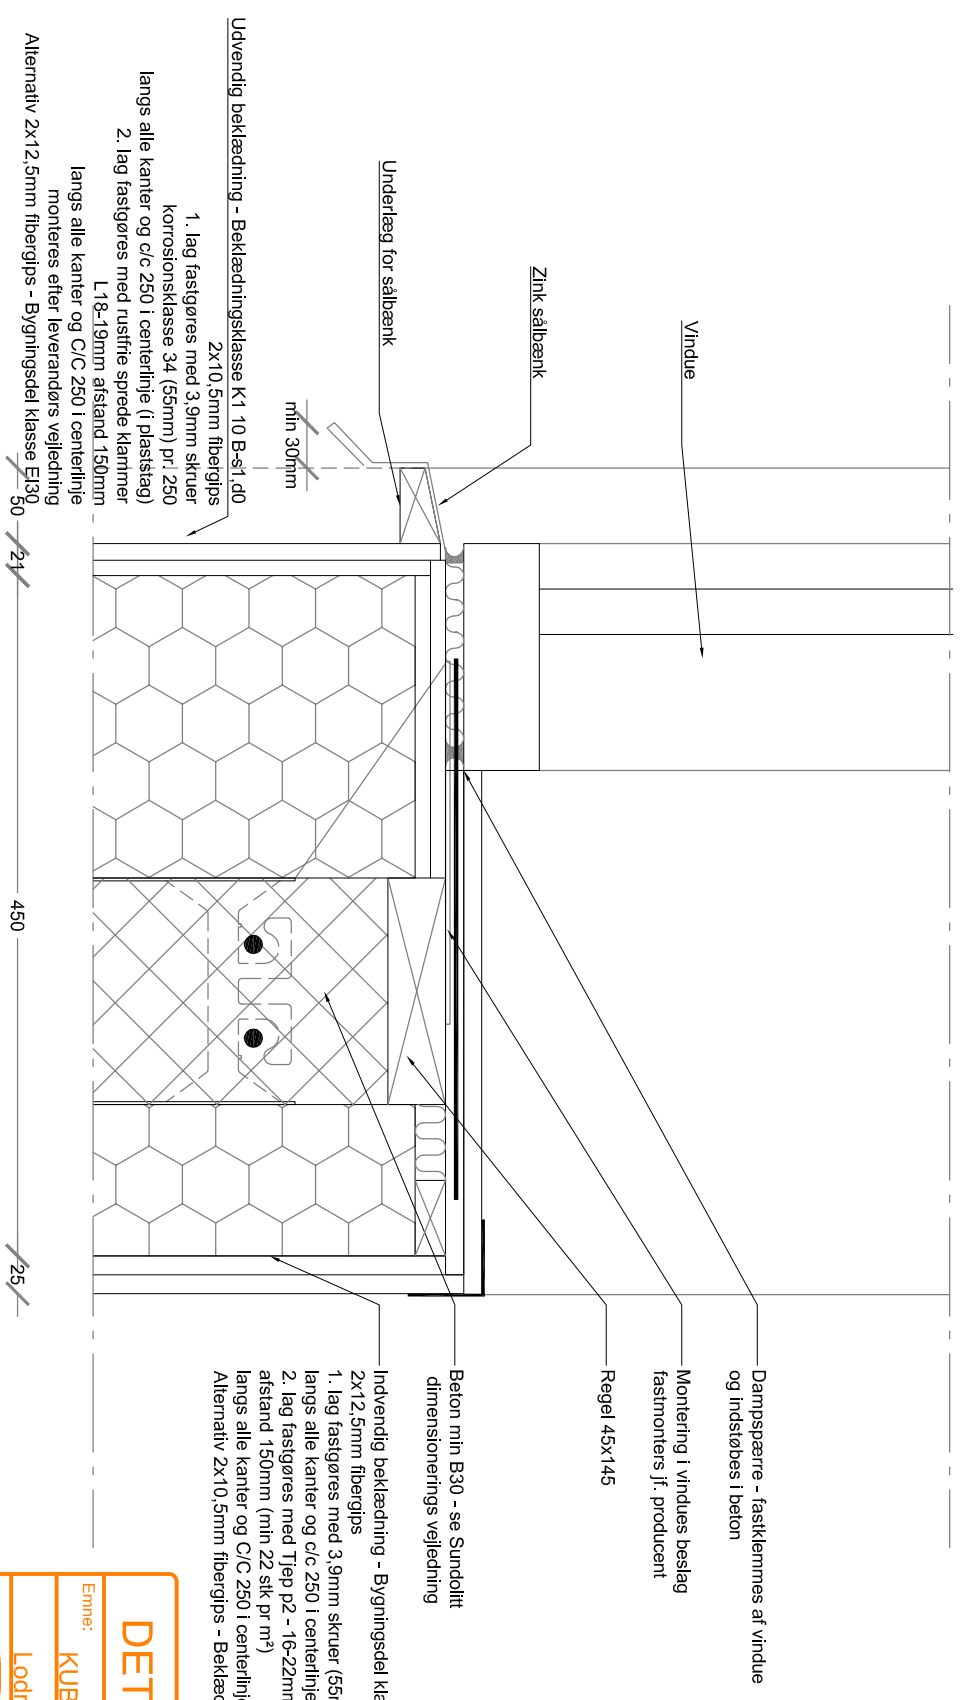 Vindue
Zink sålbænk
Underlæg for sålbænk
min 30mm
Udvendig beklædning - Beklædningsklasse K1 10 B-s1,d0
2x10,5mm fibergips
1. lag fastgøres med 3,9mm skruer
korrosionsklasse 34 (55mm) pr. 250
langs alle kanter og c/c 250 i centerlinje (i plaststag)
2. lag fastgøres med rustfrie sprede klammer
L18-19mm afstand 150mm
langs alle kanter og C/C 250 i centerlinje
monteres efter leverandørs vejledning
Alternativ 2x12,5mm fibergips - Bygningsdel klasse EI30
50
21
450
25
Dampspærre - fastklemmes af vindue
og indstøbes i beton
Montering i vindues beslag
fastmonters jf. producent
Regel 45x145
Beton min B30 - se Sundolitt
dimensionerings vejledning
Indvendig beklædning - Bygningsdel kla
2x12,5mm fibergips
1. lag fastgøres med 3,9mm skruer (55m
langs alle kanter og c/c 250 i centerlinje
2. lag fastgøres med Tjep p2 - 16-22mm
afstand 150mm (min 22 stk pr m²)
langs alle kanter og C/C 250 i centerlinje
Alternativ 2x10,5mm fibergips - Beklæd
DET
Emne:
KUB
Lodr